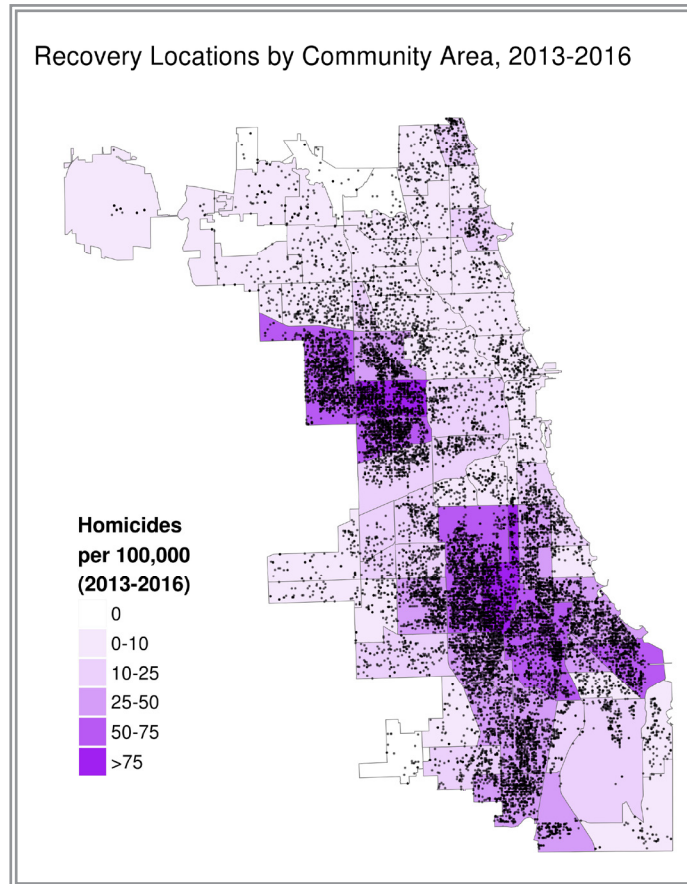 Recovery Locations by Community Area, 2013-2016
Homicides
per 100,000
(2013-2016)
0
0-10
10-25
25-50
50-75
>75